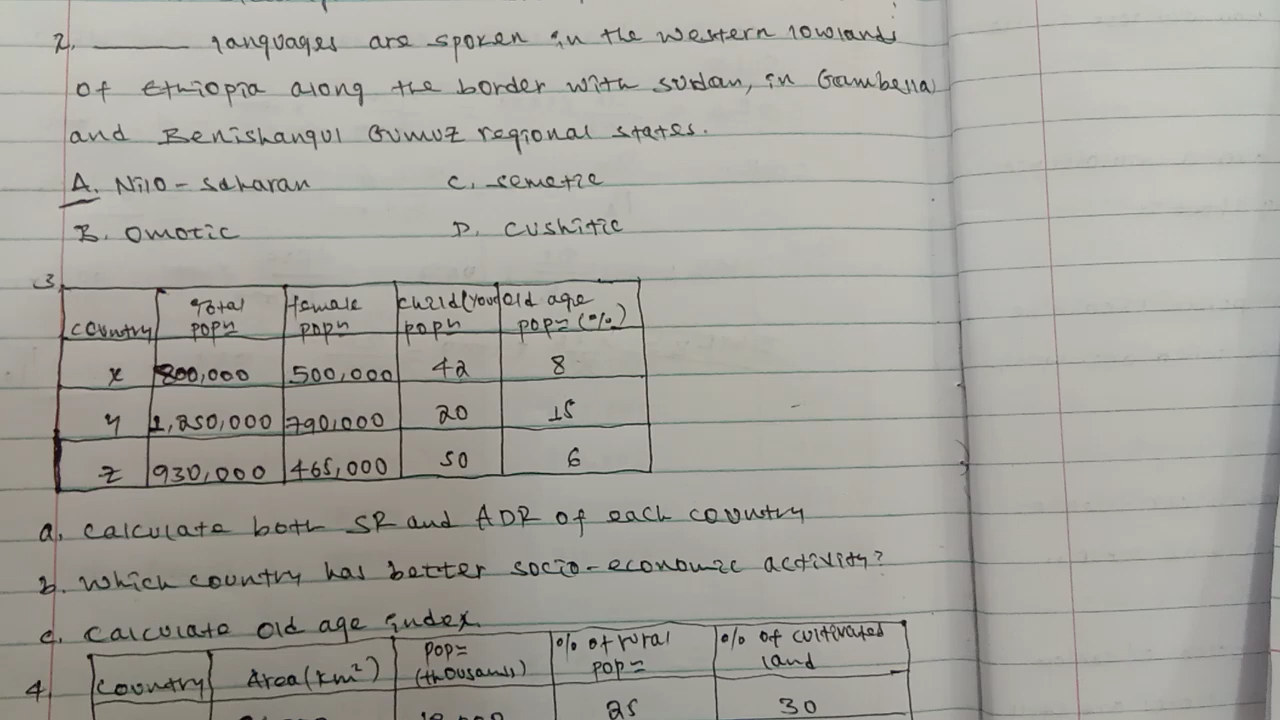 2. ______ languages are spoken in the western lowlands
of Ethiopia along the border with sudan, in Gambella
and Benishangul Gumuz regional states.
A. Nilo-saharan C. semetic
B. Omotic D. Cushitic
3.
Country Total popn female popn child(young popn old age popn (%)
X 800,000 500,000 42 8
Y 1,250,000 790,000 20 15
Z 930,000 465,000 50 6
a. calculate both SR and ADR of each country
b. which country has better socio-economic activity?
c. calculate old age index.
4. Country Area(km²) popn (thousands) % of rural popn % of cultivated land
25 30